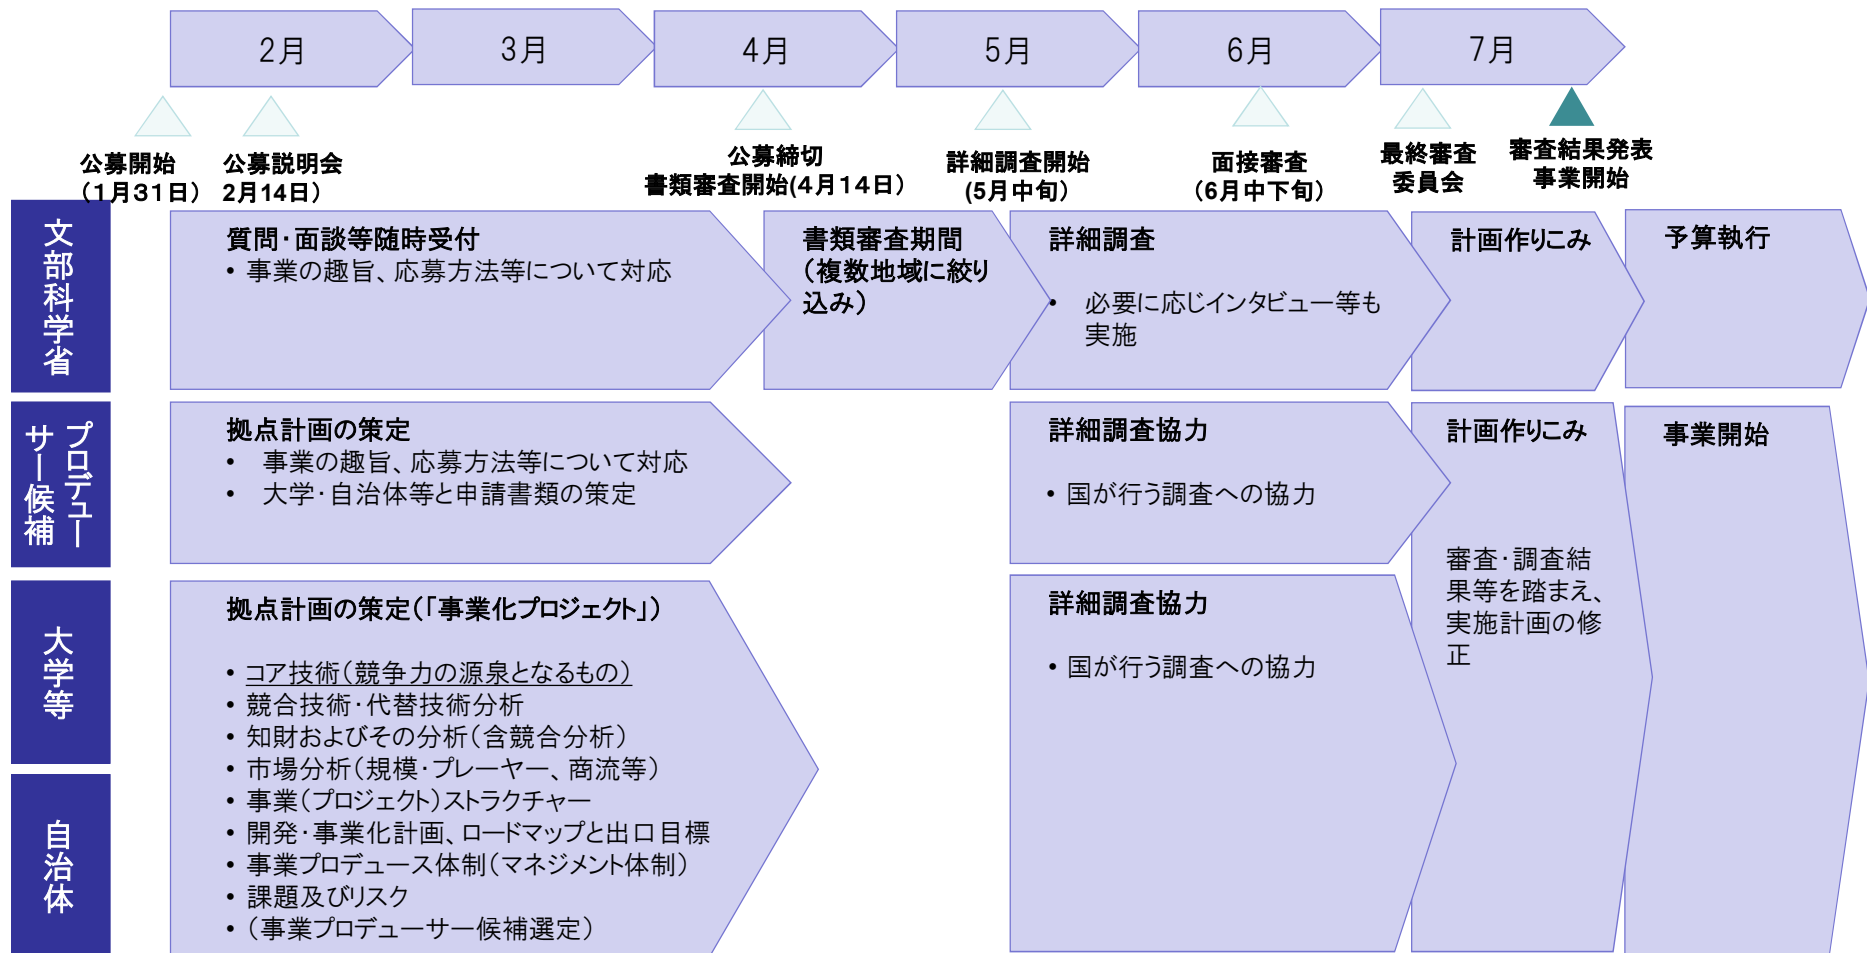 2月
3月
4月
5月
6月
7月
公募開始
(1月31日)
公募説明会
2月14日)
公募締切
書類審査開始(4月14日)
詳細調査開始
(5月中旬)
面接審査
(6月中下旬)
最終審査
委員会
審査結果発表
事業開始
文部科学省
質問・面談等随時受付
• 事業の趣旨、応募方法等について対応
書類審査期間
(複数地域に絞り
込み)
詳細調査
• 必要に応じインタビュー等も
実施
計画作りこみ
予算執行
プロデュー
サー候補
拠点計画の策定
• 事業の趣旨、応募方法等について対応
• 大学・自治体等と申請書類の策定
詳細調査協力
• 国が行う調査への協力
計画作りこみ
審査・調査結
果等を踏まえ、
実施計画の修
正
事業開始
大学等
自治体
拠点計画の策定(「事業化プロジェクト」)
• コア技術(競争力の源泉となるもの)
• 競合技術・代替技術分析
• 知財およびその分析(含競合分析)
• 市場分析(規模・プレーヤー、商流等)
• 事業(プロジェクト)ストラクチャー
• 開発・事業化計画、ロードマップと出口目標
• 事業プロデュース体制(マネジメント体制)
• 課題及びリスク
• (事業プロデューサー候補選定)
詳細調査協力
• 国が行う調査への協力